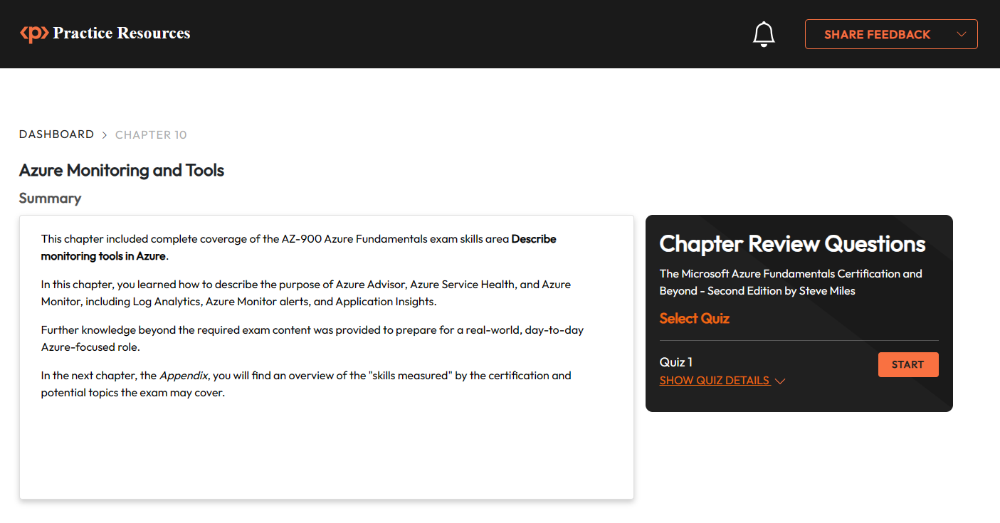 <p> Practice Resources
SHARE FEEDBACK
DASHBOARD > CHAPTER 10
Azure Monitoring and Tools
Summary
This chapter included complete coverage of the AZ-900 Azure Fundamentals exam skills area Describe
monitoring tools in Azure.
In this chapter, you learned how to describe the purpose of Azure Advisor, Azure Service Health, and Azure
Monitor, including Log Analytics, Azure Monitor alerts, and Application Insights.
Further knowledge beyond the required exam content was provided to prepare for a real-world, day-to-day
Azure-focused role.
In the next chapter, the Appendix, you will find an overview of the "skills measured" by the certification and
potential topics the exam may cover.
Chapter Review Questions
The Microsoft Azure Fundamentals Certification and
Beyond - Second Edition by Steve Miles
Select Quiz
Quiz 1
START
SHOW QUIZ DETAILS